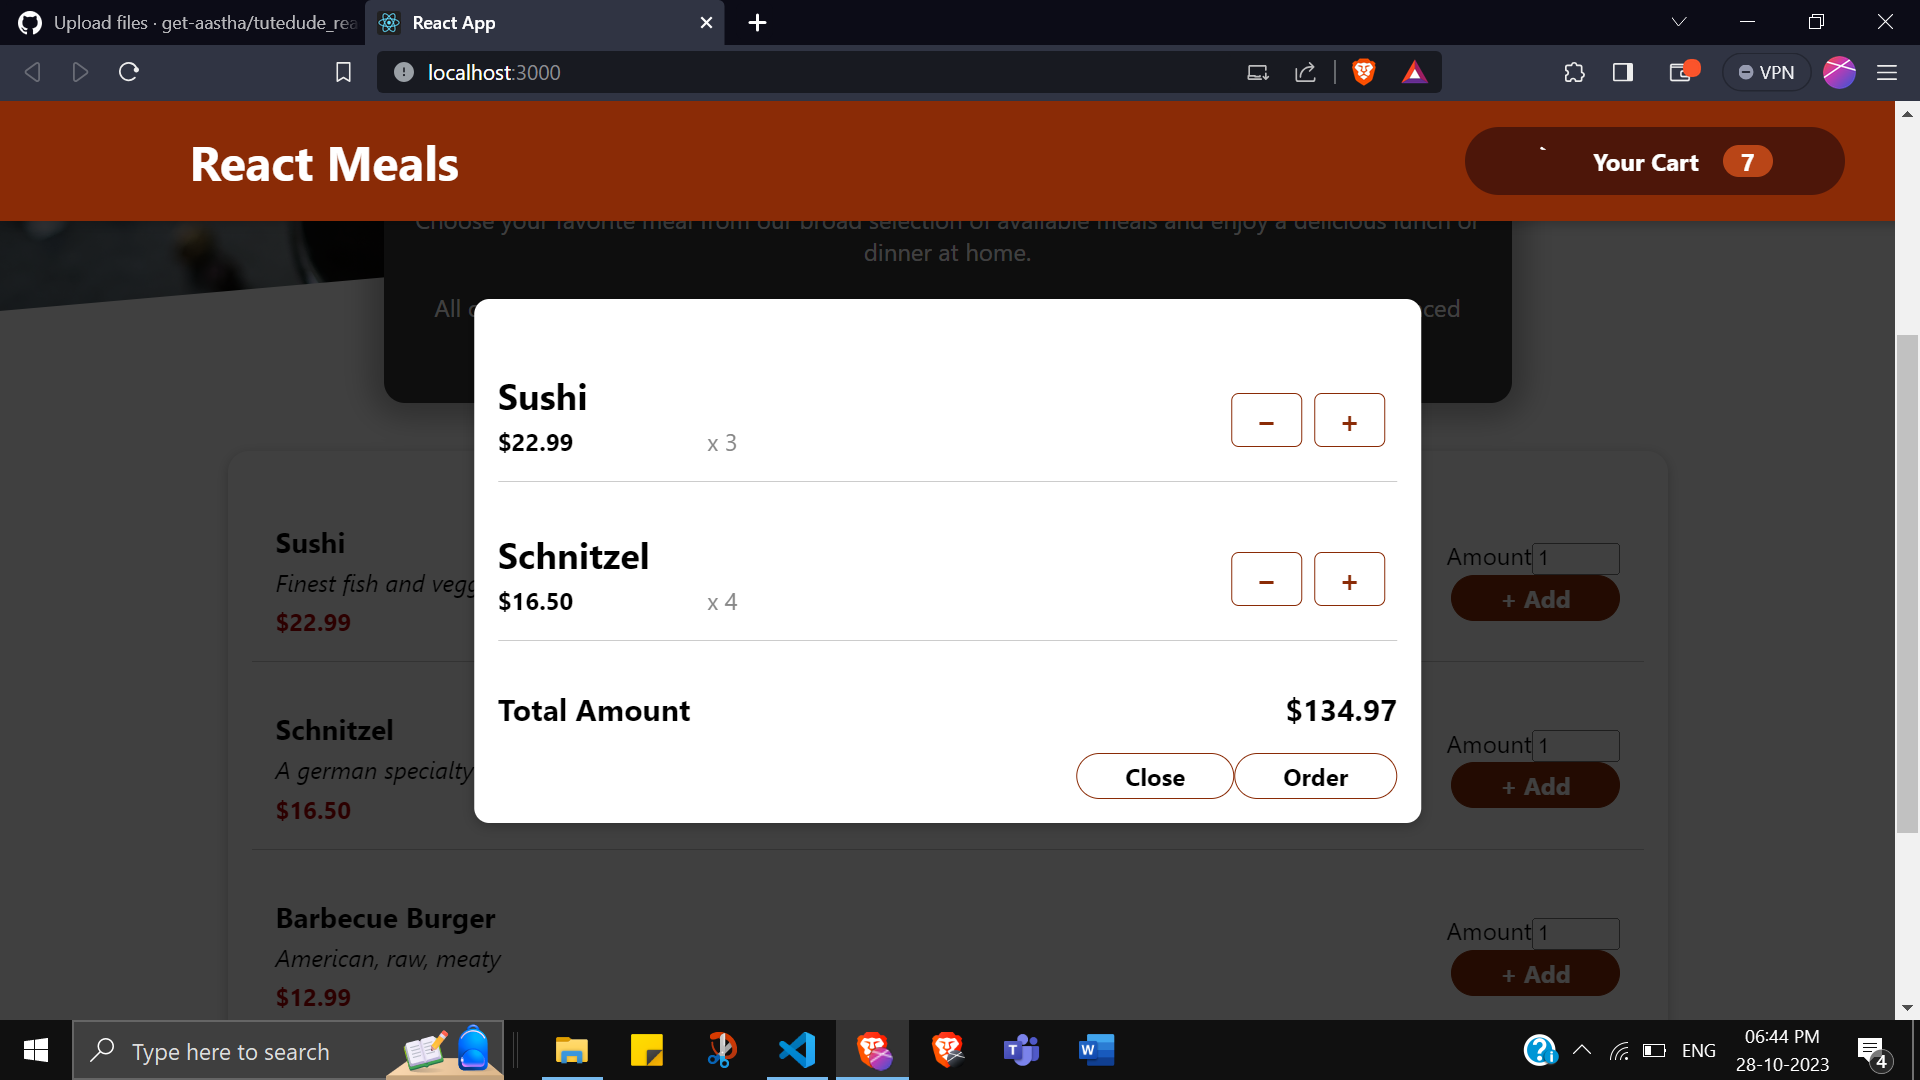 Upload files · get-aastha/tutedude_rea
React App
localhost:3000
VPN
React Meals
Your Cart 7
Choose your favorite meal from our broad selection of available meals and enjoy a delicious lunch or
dinner at home.
All
ced
Sushi
$22.99 x 3
− +
Schnitzel
$16.50 x 4
− +
Total Amount $134.97
Close Order
Sushi
Finest fish and vegg
$22.99
Amount 1
+ Add
Schnitzel
A german specialty
$16.50
Amount 1
+ Add
Barbecue Burger
American, raw, meaty
$12.99
Amount 1
+ Add
Type here to search
ENG
06:44 PM
28-10-2023
4